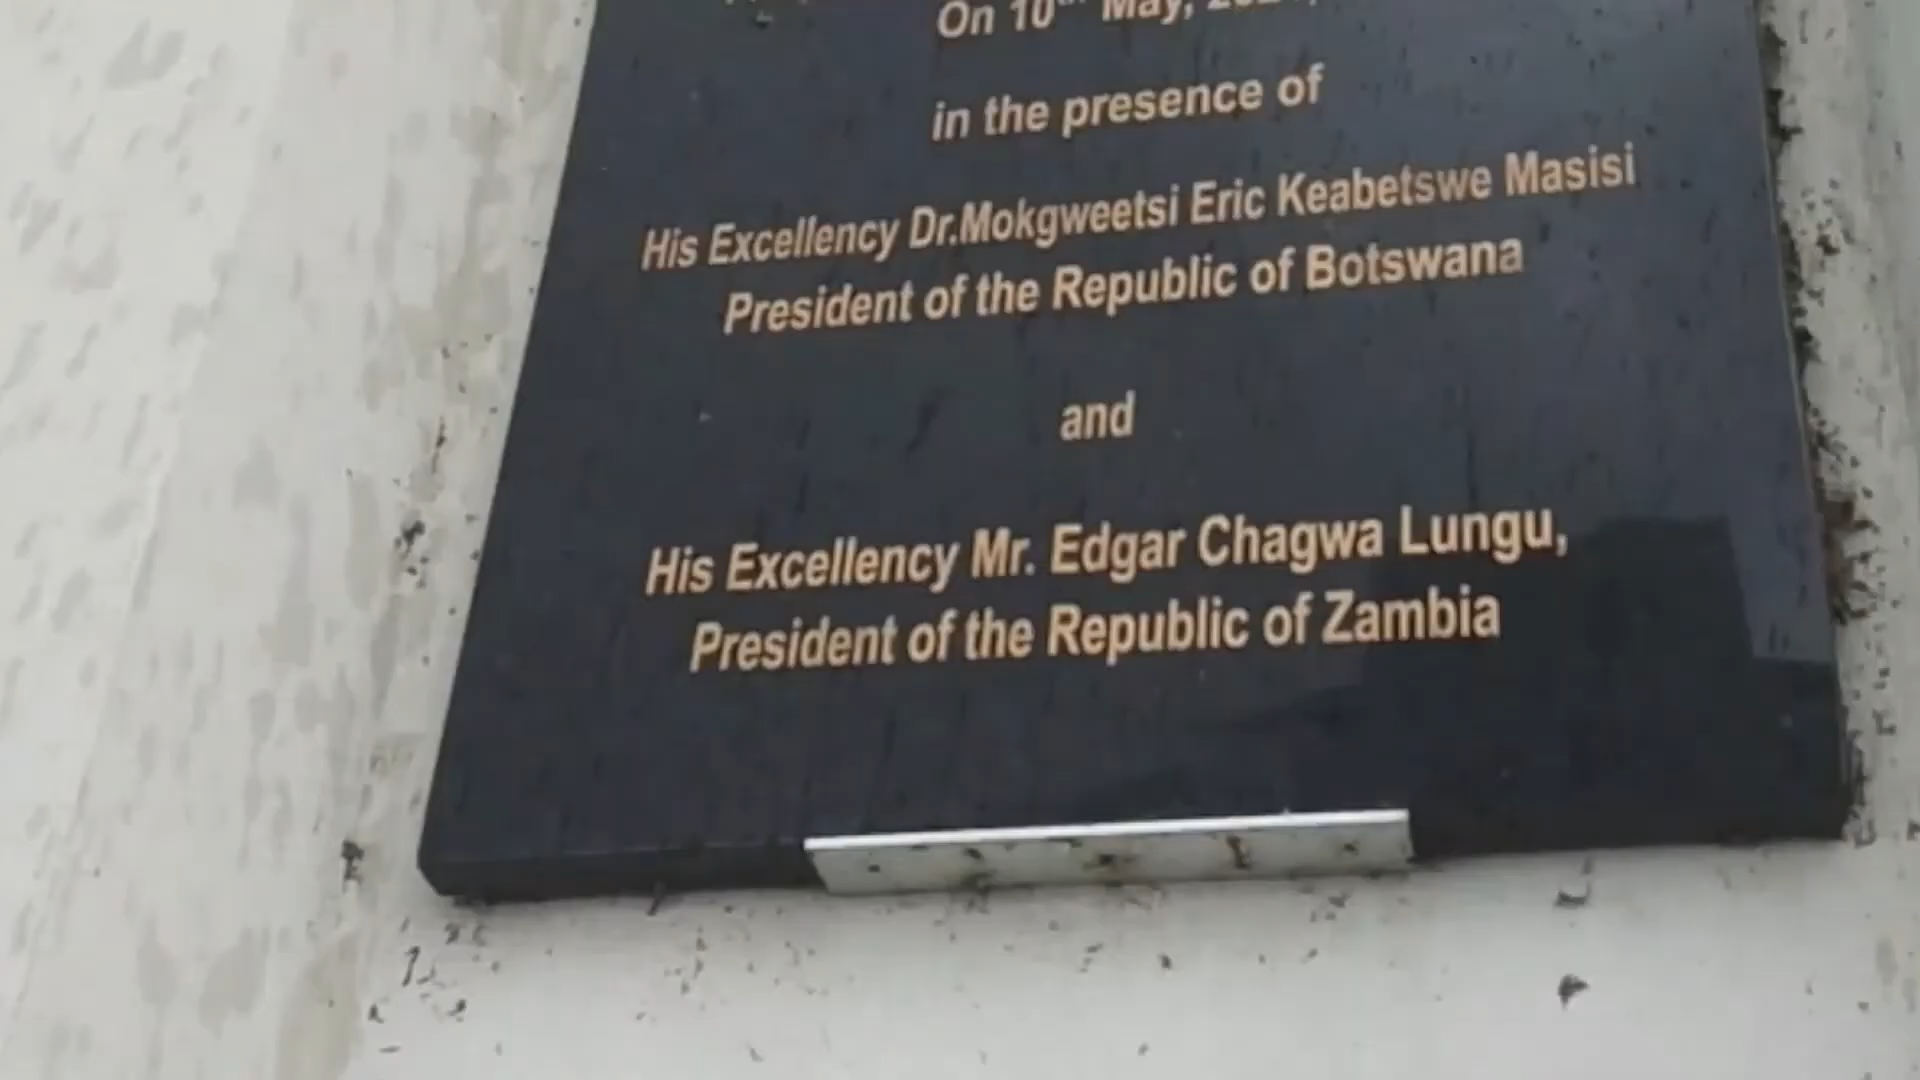 On 10th May,
in the presence of
His Excellency Dr.Mokgweetsi Eric Keabetswe Masisi
President of the Republic of Botswana
and
His Excellency Mr. Edgar Chagwa Lungu,
President of the Republic of Zambia